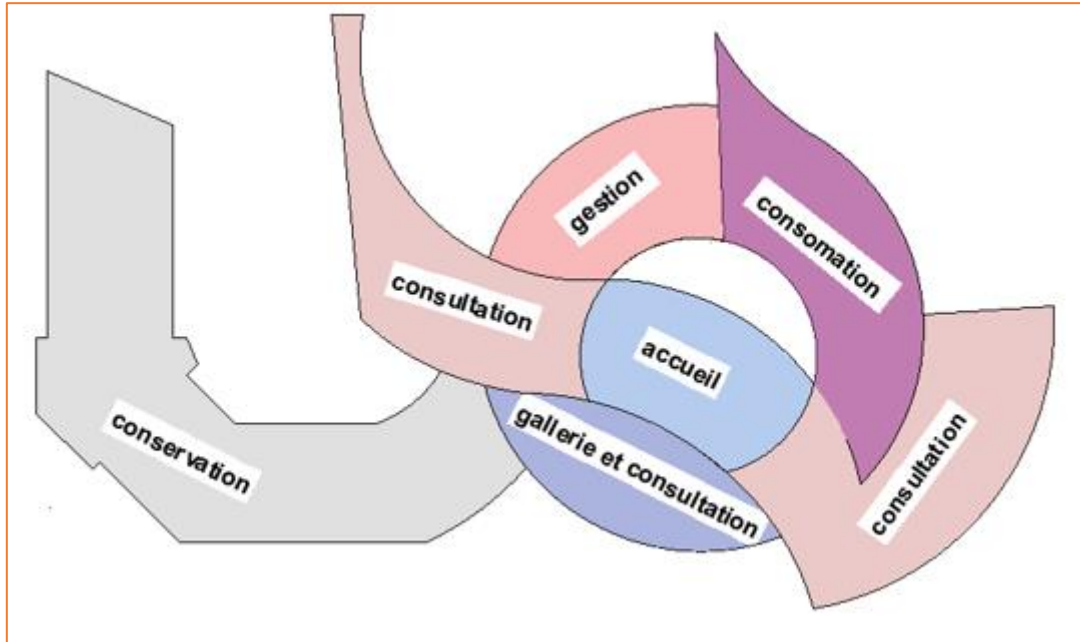 gestion
consomation
consultation
accueil
conservation
gallerie et consultation
consultation